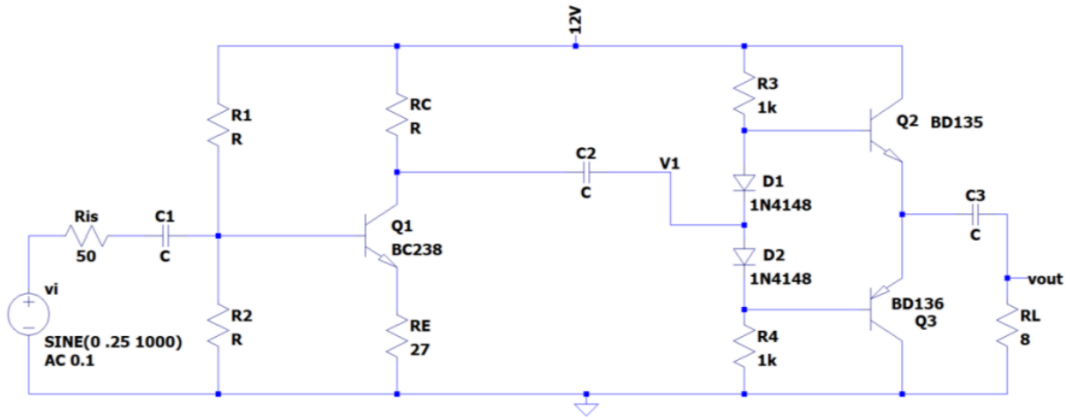 12V
R1
R
RC
R
R3
1k
Q2 BD135
C2
C
V1
D1
1N4148
C3
C
Ris
50
C1
C
Q1
BC238
D2
1N4148
vout
vi
SINE(0 .25 1000)
AC 0.1
R2
R
RE
27
R4
1k
BD136
Q3
RL
8